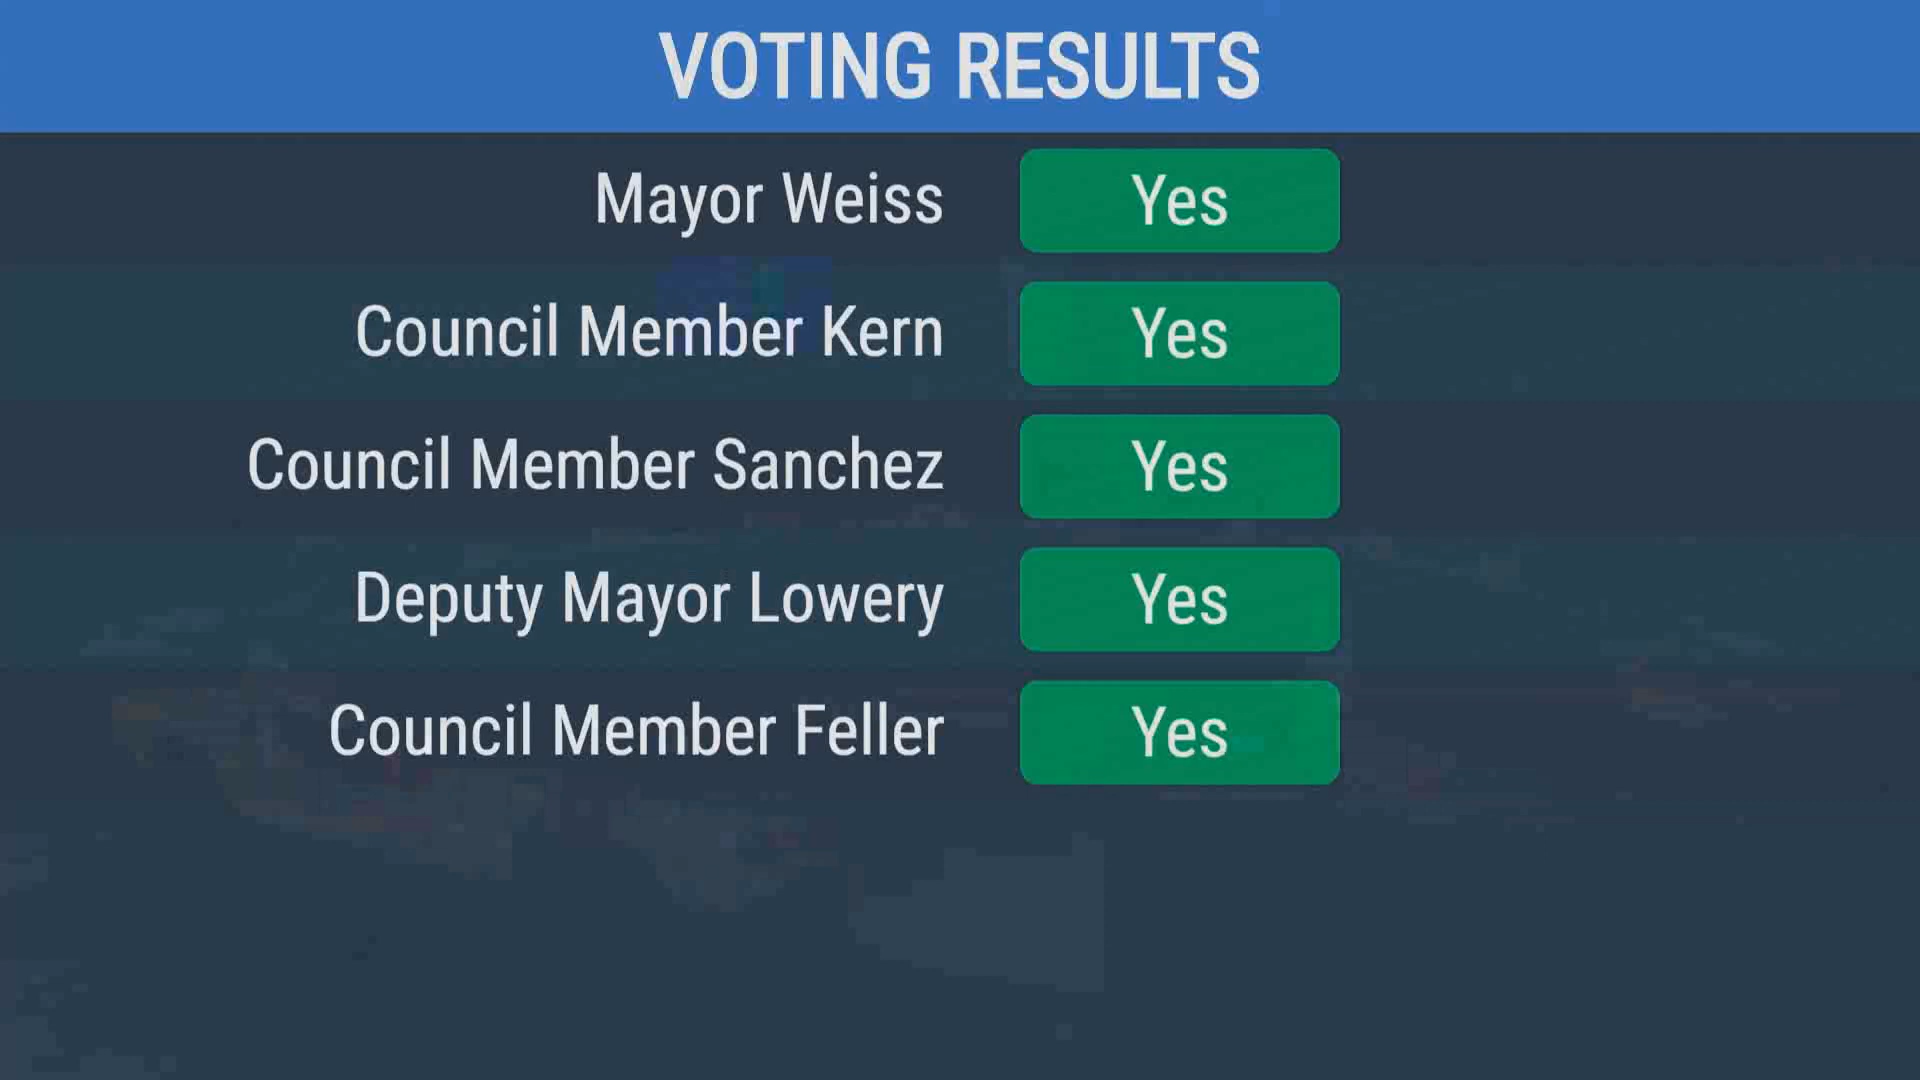 VOTING RESULTS
Mayor Weiss Yes
Council Member Kern Yes
Council Member Sanchez Yes
Deputy Mayor Lowery Yes
Council Member Feller Yes